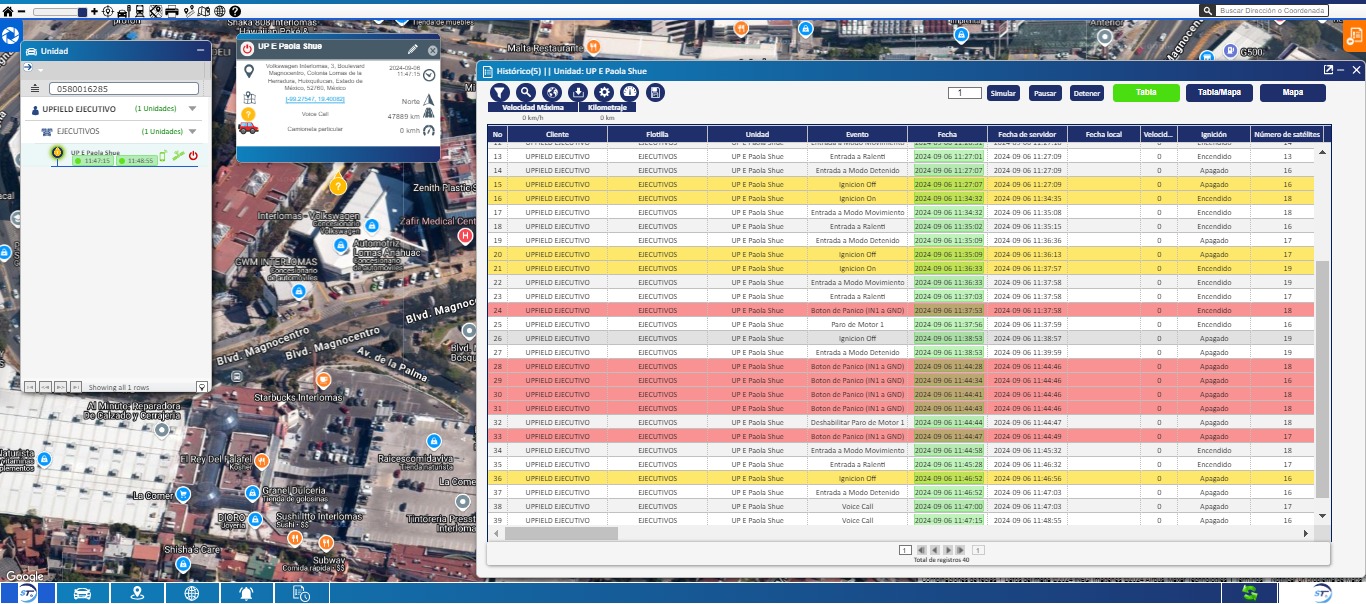 Buscar Dirección o Coordenada
Unidad
0580016285
UPFIELD EJECUTIVO (1 Unidades)
EJECUTIVOS (1 Unidades)
UP E Paola Shue
11:47:15 11:48:55
Showing all 1 rows
UP E Paola Shue
Volkswagen Interlomas, 3, Boulevard
Magnocentro, Colonia Lomas de la
Herradura, Huixquilucan, Estado de
México, 52760, México
2024-09-06
11:47:15
[-99.27547, 19.40082]
Norte
Voice Call
47889 km
Camioneta particular
0 kmh
Shaka 808 Interlomas
"Hawaiian Poke &"
Tienda de muebles
Malta Restaurante
Anterior
G500
Magnocentro
Zenith Plastic S
Zafir Medical Cent
Interlomas - Volkswagen
Concesionario
Volkswagen
Automotriz
Lomas Anáhuac
Concesionario
de automóviles
GWM INTERLOMAS
Concesionario
de automóviles
Blvd. Magnocentro
Blvd. Magnocentro
Blvd. Magnoc
Av. de la Palma
Blvd. M
Bosqu
Starbucks Interlomas
Al Minuto: Reparadora
De Calzado y Cerrajería
El Rey Del Falafel
Kosher
Raícescomidaviva
Tienda naturista
La Comer
La Come
Granel Dulcería
Tienda de golosinas
DIORO
Joyería
Sushi Itto Interlomas
Sushi · $$
Tintorería Presst
Interloma
Shisha's Care
Subway
Comida rápida · $$
Google
Histórico(5) || Unidad: UP E Paola Shue
1 Simular Pausar Detener Tabla Tabla/Mapa Mapa
Velocidad Máxima Kilometraje
0 km/h 0 km
No Cliente Flotilla Unidad Evento Fecha Fecha de servidor Fecha local Velocid... Ignición Número de satélites
13 UPFIELD EJECUTIVO EJECUTIVOS UP E Paola Shue Entrada a Ralenti 2024 09 06 11:27:01 2024 09 06 11:27:09 0 Encendido 13
14 UPFIELD EJECUTIVO EJECUTIVOS UP E Paola Shue Entrada a Modo Detenido 2024 09 06 11:27:07 2024 09 06 11:27:09 0 Apagado 16
15 UPFIELD EJECUTIVO EJECUTIVOS UP E Paola Shue Ignicion Off 2024 09 06 11:27:07 2024 09 06 11:27:09 0 Apagado 16
16 UPFIELD EJECUTIVO EJECUTIVOS UP E Paola Shue Ignicion On 2024 09 06 11:34:32 2024 09 06 11:34:35 0 Encendido 18
17 UPFIELD EJECUTIVO EJECUTIVOS UP E Paola Shue Entrada a Modo Movimiento 2024 09 06 11:34:32 2024 09 06 11:35:08 0 Encendido 18
18 UPFIELD EJECUTIVO EJECUTIVOS UP E Paola Shue Entrada a Ralenti 2024 09 06 11:35:02 2024 09 06 11:35:15 0 Encendido 16
19 UPFIELD EJECUTIVO EJECUTIVOS UP E Paola Shue Entrada a Modo Detenido 2024 09 06 11:35:09 2024 09 06 11:36:36 0 Apagado 17
20 UPFIELD EJECUTIVO EJECUTIVOS UP E Paola Shue Ignicion Off 2024 09 06 11:35:09 2024 09 06 11:36:13 0 Apagado 17
21 UPFIELD EJECUTIVO EJECUTIVOS UP E Paola Shue Ignicion On 2024 09 06 11:36:33 2024 09 06 11:37:57 0 Encendido 19
22 UPFIELD EJECUTIVO EJECUTIVOS UP E Paola Shue Entrada a Modo Movimiento 2024 09 06 11:36:33 2024 09 06 11:37:58 0 Encendido 19
23 UPFIELD EJECUTIVO EJECUTIVOS UP E Paola Shue Entrada a Ralenti 2024 09 06 11:37:03 2024 09 06 11:37:58 0 Encendido 17
24 UPFIELD EJECUTIVO EJECUTIVOS UP E Paola Shue Boton de Panico (IN1 a GND) 2024 09 06 11:37:53 2024 09 06 11:37:58 0 Encendido 18
25 UPFIELD EJECUTIVO EJECUTIVOS UP E Paola Shue Paro de Motor 1 2024 09 06 11:37:56 2024 09 06 11:37:59 0 Encendido 16
26 UPFIELD EJECUTIVO EJECUTIVOS UP E Paola Shue Ignicion Off 2024 09 06 11:38:53 2024 09 06 11:38:57 0 Apagado 19
27 UPFIELD EJECUTIVO EJECUTIVOS UP E Paola Shue Entrada a Modo Detenido 2024 09 06 11:38:53 2024 09 06 11:39:59 0 Apagado 19
28 UPFIELD EJECUTIVO EJECUTIVOS UP E Paola Shue Boton de Panico (IN1 a GND) 2024 09 06 11:44:28 2024 09 06 11:44:46 0 Apagado 18
29 UPFIELD EJECUTIVO EJECUTIVOS UP E Paola Shue Boton de Panico (IN1 a GND) 2024 09 06 11:44:34 2024 09 06 11:44:46 0 Apagado 16
30 UPFIELD EJECUTIVO EJECUTIVOS UP E Paola Shue Boton de Panico (IN1 a GND) 2024 09 06 11:44:41 2024 09 06 11:44:46 0 Apagado 18
31 UPFIELD EJECUTIVO EJECUTIVOS UP E Paola Shue Boton de Panico (IN1 a GND) 2024 09 06 11:44:43 2024 09 06 11:44:46 0 Apagado 18
32 UPFIELD EJECUTIVO EJECUTIVOS UP E Paola Shue Deshabilitar Paro de Motor 1 2024 09 06 11:44:44 2024 09 06 11:44:47 0 Apagado 18
33 UPFIELD EJECUTIVO EJECUTIVOS UP E Paola Shue Boton de Panico (IN1 a GND) 2024 09 06 11:44:47 2024 09 06 11:44:49 0 Apagado 17
34 UPFIELD EJECUTIVO EJECUTIVOS UP E Paola Shue Entrada a Modo Movimiento 2024 09 06 11:44:58 2024 09 06 11:45:32 0 Encendido 18
35 UPFIELD EJECUTIVO EJECUTIVOS UP E Paola Shue Entrada a Ralenti 2024 09 06 11:45:28 2024 09 06 11:46:32 0 Encendido 17
36 UPFIELD EJECUTIVO EJECUTIVOS UP E Paola Shue Ignicion Off 2024 09 06 11:46:52 2024 09 06 11:46:56 0 Apagado 16
37 UPFIELD EJECUTIVO EJECUTIVOS UP E Paola Shue Entrada a Modo Detenido 2024 09 06 11:46:52 2024 09 06 11:47:03 0 Apagado 16
38 UPFIELD EJECUTIVO EJECUTIVOS UP E Paola Shue Voice Call 2024 09 06 11:47:00 2024 09 06 11:47:03 0 Apagado 17
39 UPFIELD EJECUTIVO EJECUTIVOS UP E Paola Shue Voice Call 2024 09 06 11:47:15 2024 09 06 11:48:55 0 Apagado 16
1 1
Total de registros 40